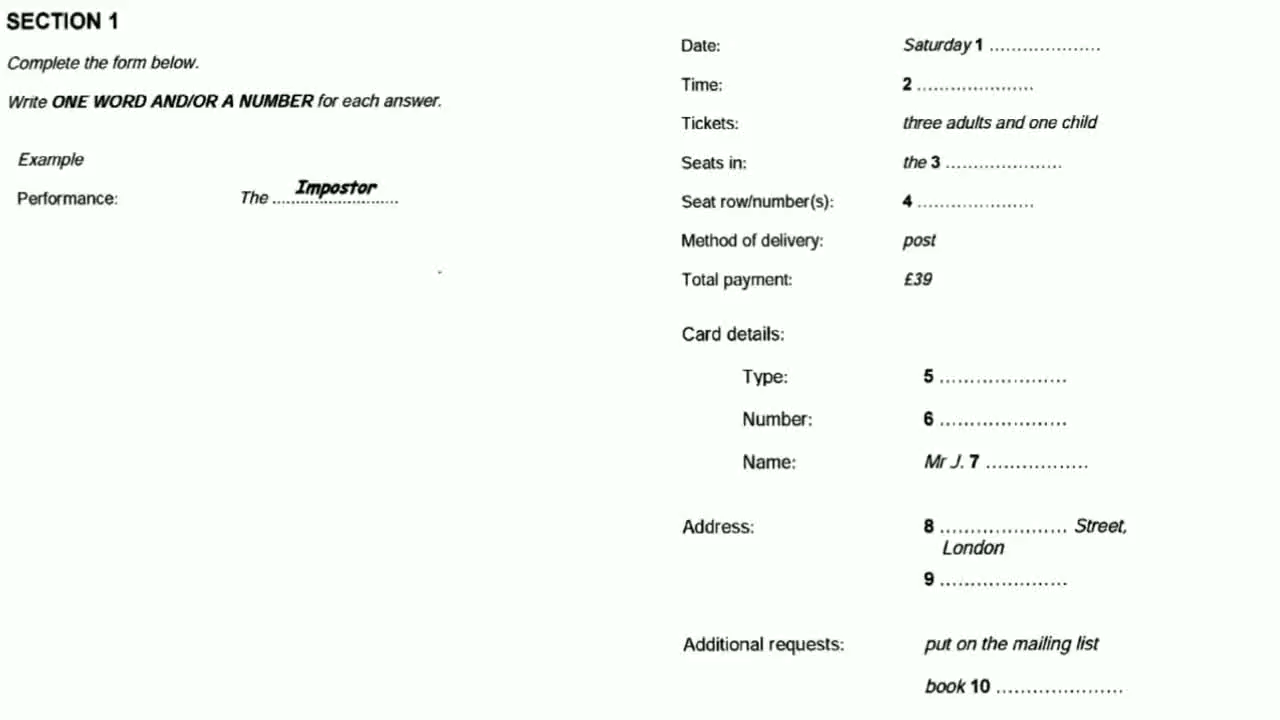 SECTION 1
Complete the form below.
Write ONE WORD AND/OR A NUMBER for each answer.
Example
Performance: The Impostor
Date: Saturday 1 ....................
Time: 2 .....................
Tickets: three adults and one child
Seats in: the 3 .....................
Seat row/number(s): 4 .....................
Method of delivery: post
Total payment: £39
Card details:
Type: 5 .....................
Number: 6 .....................
Name: Mr J. 7 .................
Address: 8 ..................... Street,
London
9 .....................
Additional requests: put on the mailing list
book 10 .....................